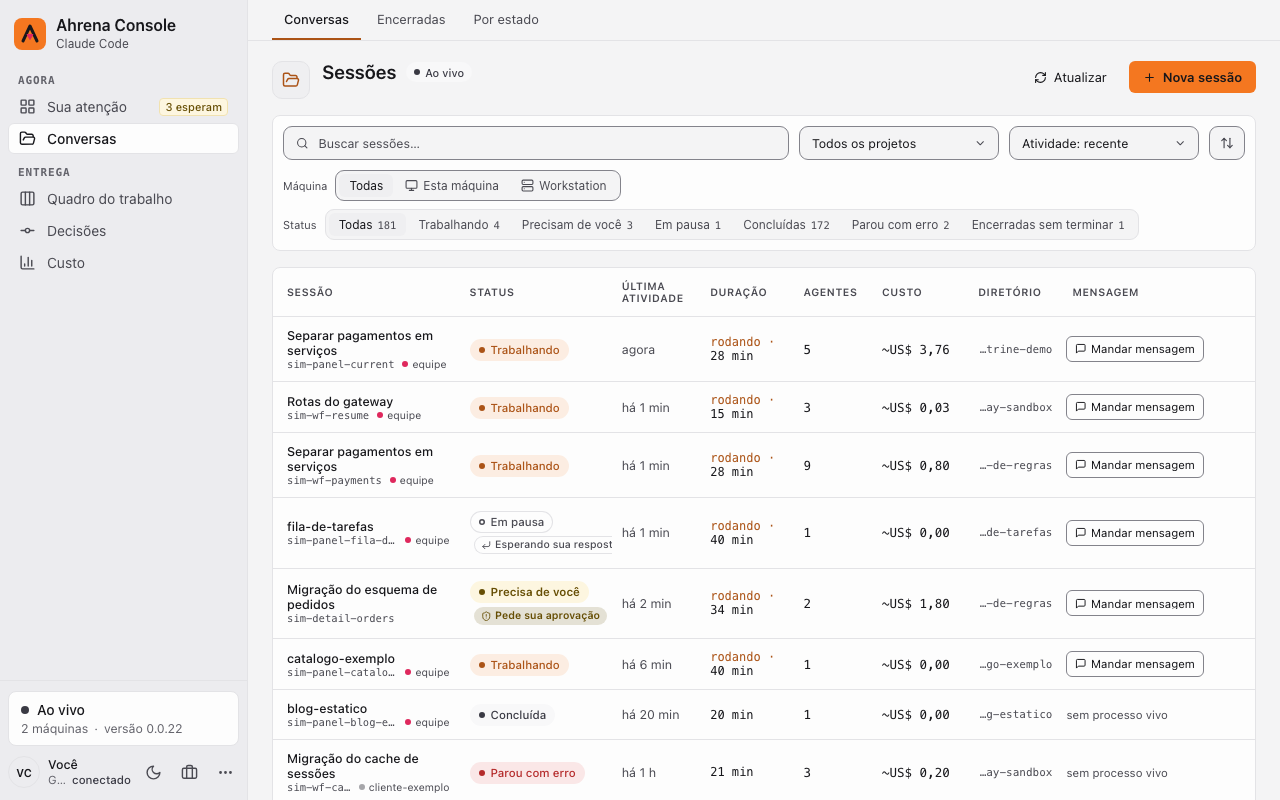 Ahrena Console
Claude Code
AGORA
Sua atenção 3 esperam
Conversas
ENTREGA
Quadro do trabalho
Decisões
Custo
Ao vivo
2 máquinas · versão 0.0.22
VC Você
G… conectado
Conversas Encerradas Por estado
Sessões Ao vivo Atualizar Nova sessão
Buscar sessões… Todos os projetos Atividade: recente
Máquina Todas Esta máquina Workstation
Status Todas 181 Trabalhando 4 Precisam de você 3 Em pausa 1 Concluídas 172 Parou com erro 2 Encerradas sem terminar 1
SESSÃO STATUS ÚLTIMA ATIVIDADE DURAÇÃO AGENTES CUSTO DIRETÓRIO MENSAGEM
Separar pagamentos em serviços
sim-panel-current equipe Trabalhando agora rodando · 28 min 5 ~US$ 3,76 …trine-demo Mandar mensagem
Rotas do gateway
sim-wf-resume equipe Trabalhando há 1 min rodando · 15 min 3 ~US$ 0,03 …ay-sandbox Mandar mensagem
Separar pagamentos em serviços
sim-wf-payments equipe Trabalhando há 1 min rodando · 28 min 9 ~US$ 0,80 …-de-regras Mandar mensagem
fila-de-tarefas
sim-panel-fila-d… equipe Em pausa Esperando sua respost há 1 min rodando · 40 min 1 ~US$ 0,00 …de-tarefas Mandar mensagem
Migração do esquema de pedidos
sim-detail-orders Precisa de você Pede sua aprovação há 2 min rodando · 34 min 2 ~US$ 1,80 …-de-regras Mandar mensagem
catalogo-exemplo
sim-panel-catalo… equipe Trabalhando há 6 min rodando · 40 min 1 ~US$ 0,00 …go-exemplo Mandar mensagem
blog-estatico
sim-panel-blog-e… equipe Concluída há 20 min 20 min 1 ~US$ 0,00 …g-estatico sem processo vivo
Migração do cache de sessões
sim-wf-ca… cliente-exemplo Parou com erro há 1 h 21 min 3 ~US$ 0,20 …ay-sandbox sem processo vivo